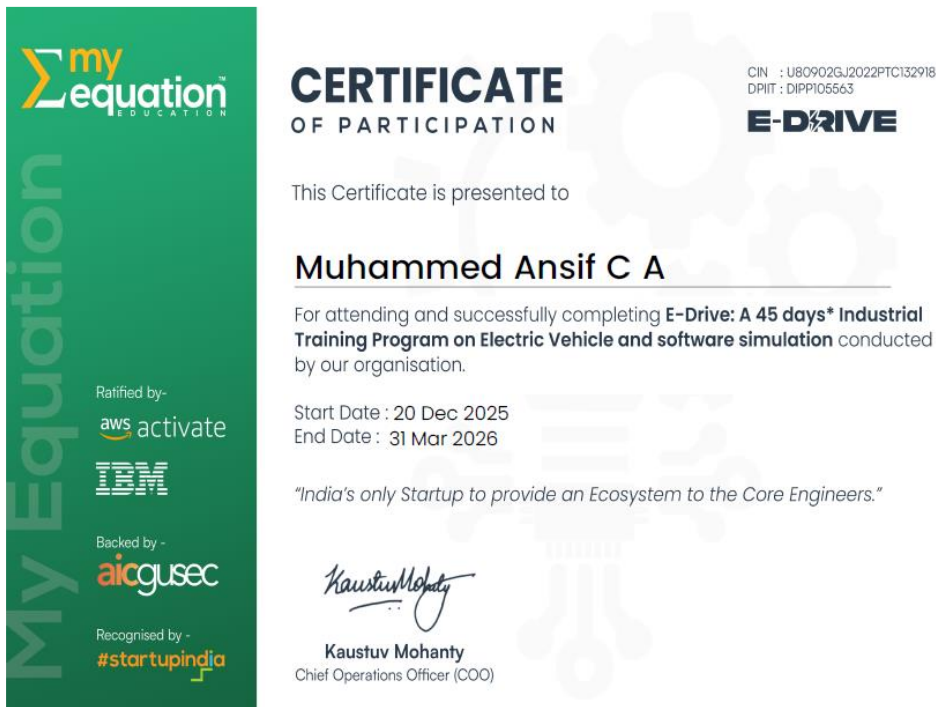 my
equation™
EDUCATION
My Equation
Ratified by-
aws activate
IBM
Backed by -
aicgusec
Recognised by -
#startupindia
CERTIFICATE
OF PARTICIPATION
CIN : U80902GJ2022PTC132918
DPIIT : DIPP105563
E-DRIVE
This Certificate is presented to
Muhammed Ansif C A
For attending and successfully completing E-Drive: A 45 days* Industrial
Training Program on Electric Vehicle and software simulation conducted
by our organisation.
Start Date : 20 Dec 2025
End Date : 31 Mar 2026
“India's only Startup to provide an Ecosystem to the Core Engineers.”
Kaustuv Mohanty
Kaustuv Mohanty
Chief Operations Officer (COO)